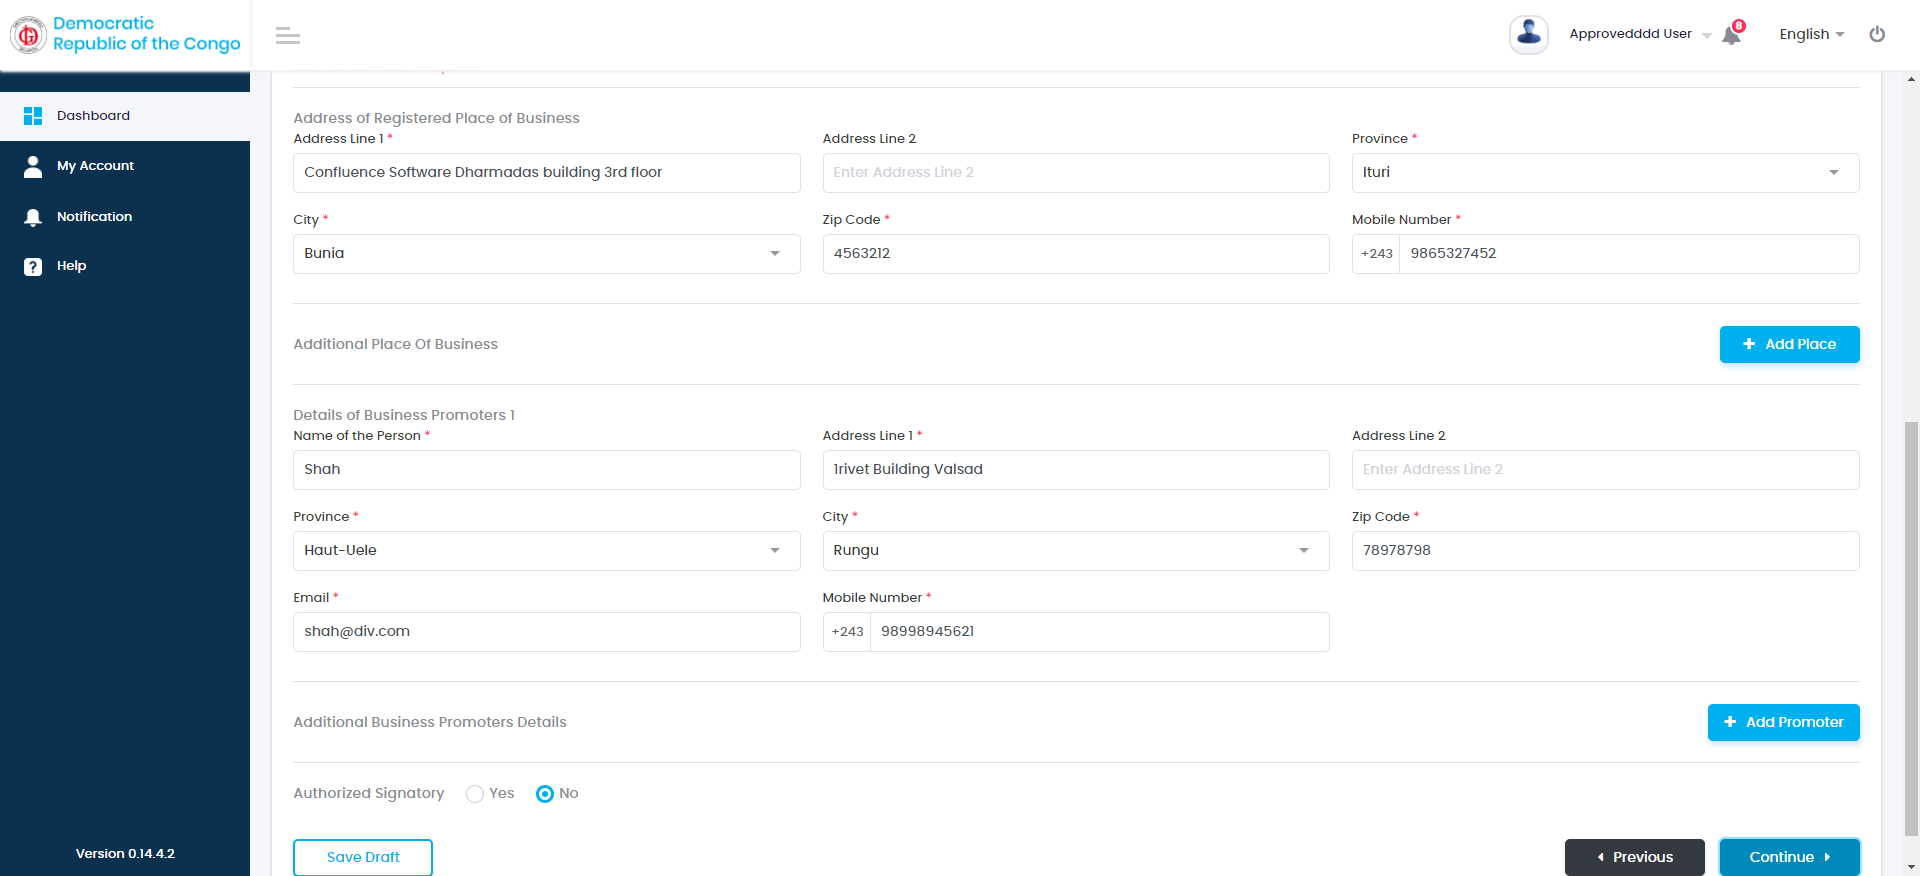 Democratic
Republic of the Congo
Approvedddd User
8
English
Dashboard
My Account
Notification
Help
Version 0.14.4.2
Address of Registered Place of Business
Address Line 1 *
Address Line 2
Province *
Confluence Software Dharmadas building 3rd floor
Enter Address Line 2
Ituri
City *
Zip Code *
Mobile Number *
Bunia
4563212
+243
9865327452
Additional Place Of Business
Add Place
Details of Business Promoters 1
Name of the Person *
Address Line 1 *
Address Line 2
Shah
1rivet Building Valsad
Enter Address Line 2
Province *
City *
Zip Code *
Haut-Uele
Rungu
78978798
Email *
Mobile Number *
shah@div.com
+243
98998945621
Additional Business Promoters Details
Add Promoter
Authorized Signatory
Yes
No
Save Draft
Previous
Continue